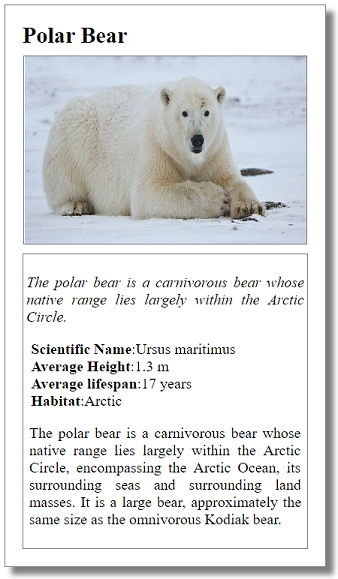 Polar Bear
The polar bear is a carnivorous bear whose
native range lies largely within the Arctic
Circle.
Scientific Name:Ursus maritimus
Average Height:1.3 m
Average lifespan:17 years
Habitat:Arctic
The polar bear is a carnivorous bear whose
native range lies largely within the Arctic
Circle, encompassing the Arctic Ocean, its
surrounding seas and surrounding land
masses. It is a large bear, approximately the
same size as the omnivorous Kodiak bear.